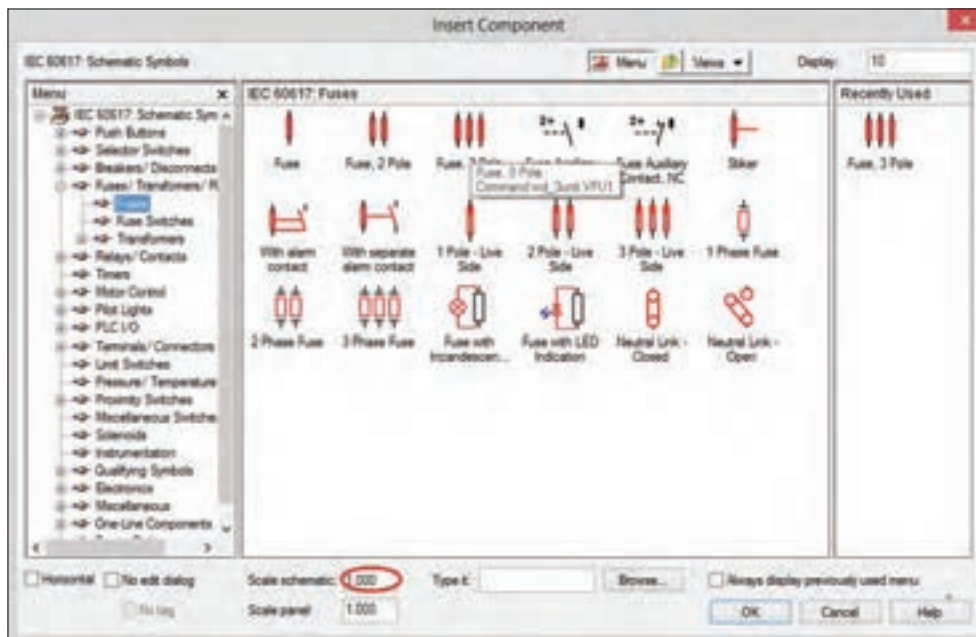 Insert Component
IEC 60617: Schematic Symbols
Menu
Views
Display:
10
Menu
IEC 60617: Schematic Sym
Push Buttons
Selector Switches
Breakers/ Disconnects
Fuses/ Transformers/ R
Fuses
Fuse Switches
Transformers
Relays/ Contacts
Timers
Motor Control
Pilot Lights
PLC I/O
Terminals/ Connectors
Limit Switches
Pressure/ Temperature
Proximity Switches
Miscellaneous Switche
Solenoids
Instrumentation
Qualifying Symbols
Electronics
Miscellaneous
One-Line Components
IEC 60617: Fuses
Fuse
Fuse, 2 Pole
Fuse, 3 Pole
Fuse Auxiliary
Fuse Auxiliary
Contact, NC
Striker
Fuse, 3 Pole
With alarm
contact
With separate
alarm contact
1 Pole - Live
Side
2 Pole - Live
Side
3 Pole - Live
Side
1 Phase Fuse
2 Phase Fuse
3 Phase Fuse
Fuse with
Incandescen...
Fuse with LED
Indication
Neutral Link -
Closed
Neutral Link -
Open
Recently Used
Fuse, 3 Pole
Horizontal
No edit dialog
No tag
Scale schematic:
1.000
Scale panel:
1.000
Type it:
Browse...
Always display previously used menu
OK
Cancel
Help